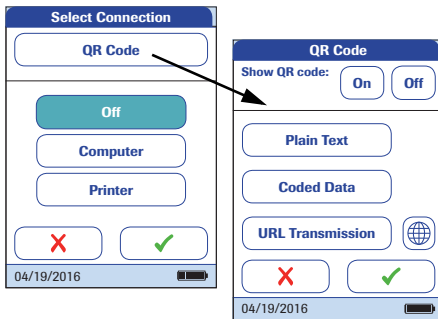 Select Connection
QR Code
Off
Computer
Printer
04/19/2016
QR Code
Show QR code:
On
Off
Plain Text
Coded Data
URL Transmission
04/19/2016